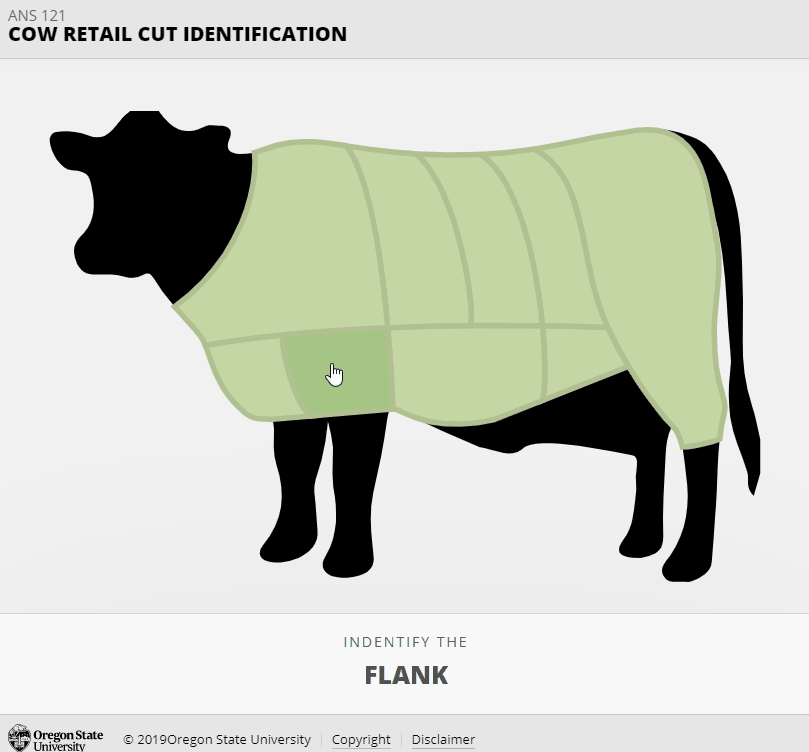 ANS 121
COW RETAIL CUT IDENTIFICATION
INDENTIFY THE
FLANK
Oregon State
University
© 2019Oregon State University
Copyright
Disclaimer